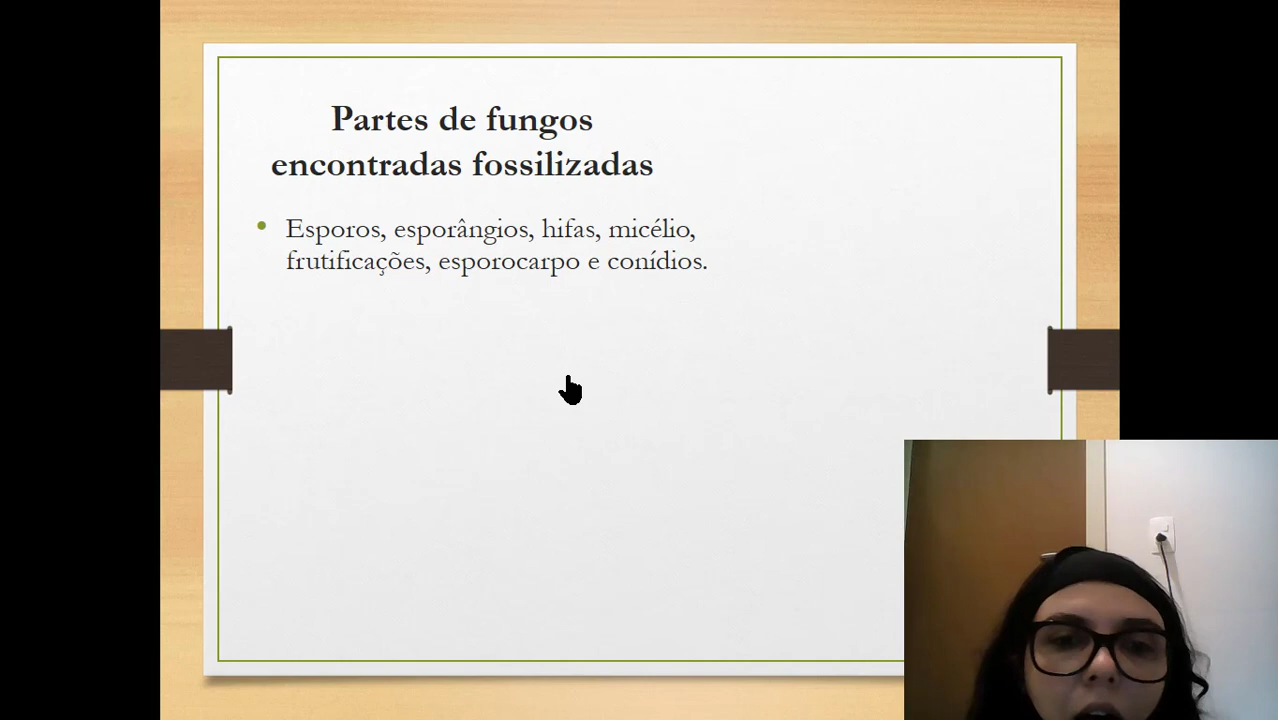 Partes de fungos
encontradas fossilizadas
• Esporos, esporângios, hifas, micélio,
frutificações, esporocarpo e conídios.